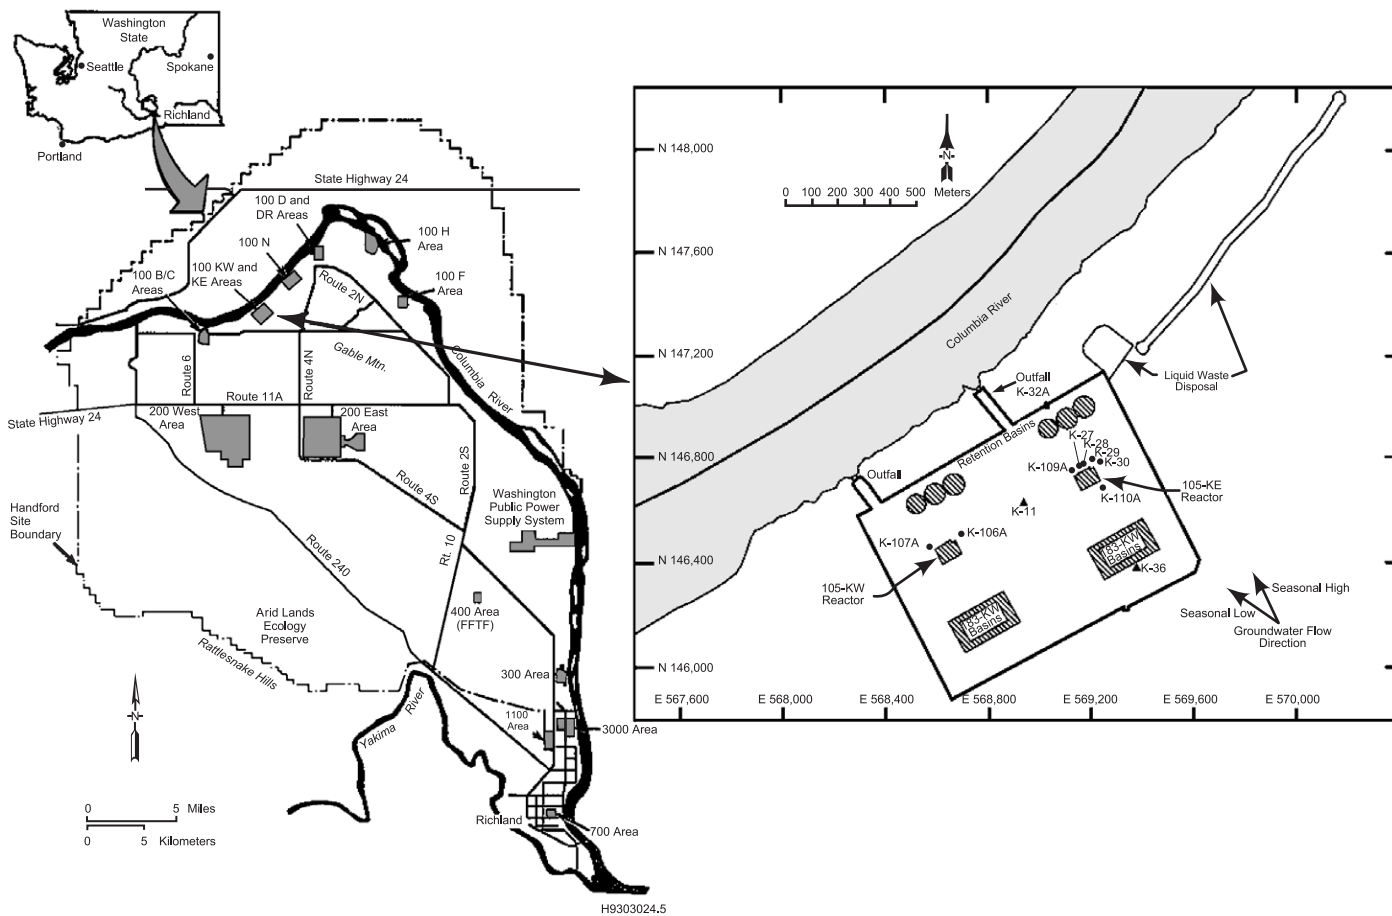 Washington
State
Seattle
Spokane
Richland
Portland
State Highway 24
100 D and
DR Areas
100 H
Area
100 N
100 KW and
KE Areas
100 B/C
Areas
100 F
Area
Route 2N
Route 6
Route 4N
Gable Mtn.
Columbia
River
Route 11A
State Highway 24
200 West
Area
200 East
Area
Route 2S
Route 4S
Washington
Public Power
Supply System
Handford
Site
Boundary
Route 240
Rt. 10
400 Area
(FFTF)
Arid Lands
Ecology
Preserve
Rattlesnake Hills
300 Area
1100
Area
3000 Area
Yakima
River
N
0 5 Miles
0 5 Kilometers
Richland
700 Area
H9303024.5
N 148,000
N 147,600
N 147,200
N 146,800
N 146,400
N 146,000
E 567,600
E 568,000
E 568,400
E 568,800
E 569,200
E 569,600
E 570,000
N
0 100 200 300 400 500 Meters
Columbia River
Liquid Waste
Disposal
Outfall
K-32A
Retention Basins
K-27
K-28
K-29
K-30
K-109A
K-110A
105-KE
Reactor
Outfall
K-11
K-106A
K-107A
105-KW
Reactor
183-KW
Basins
K-36
183-KW
Basins
Seasonal High
Seasonal Low
Groundwater Flow
Direction